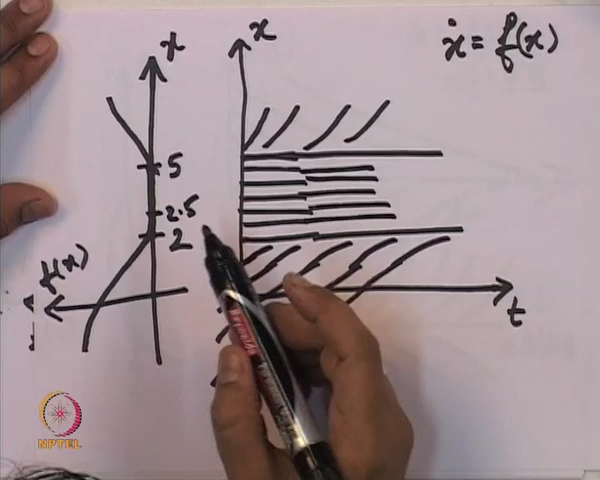 x
x
ẋ = f(x)
5
2.5
2
f(x)
t
NPTEL